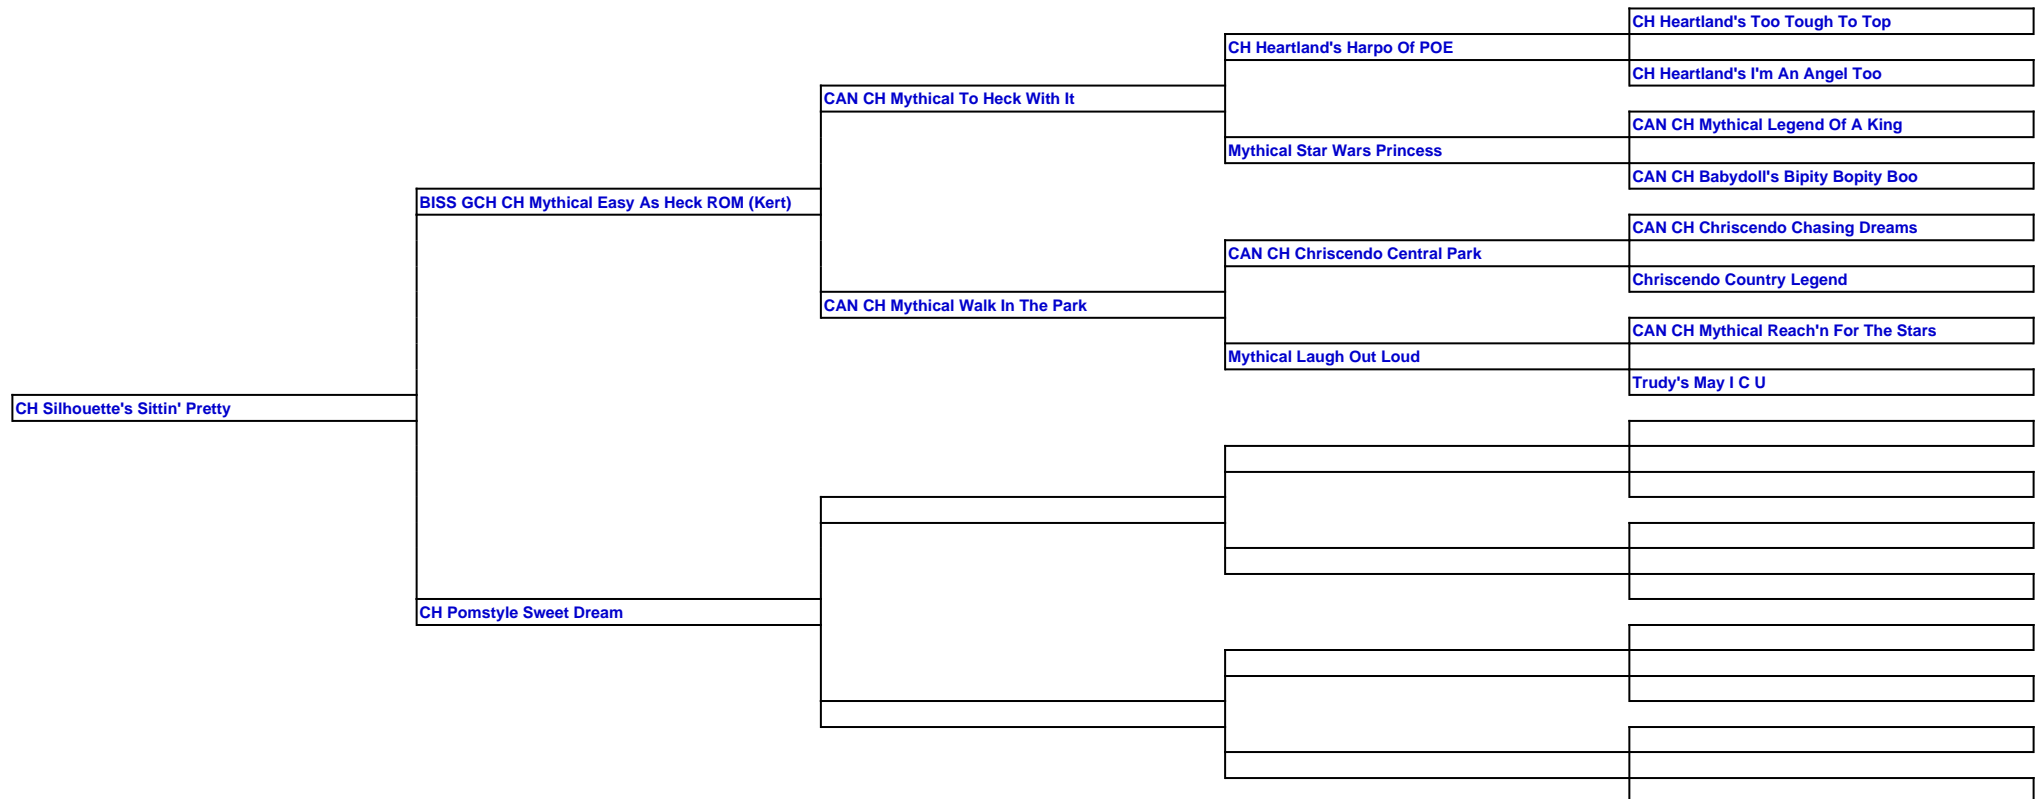 CH Heartland's Too Tough To Top
CH Heartland's Harpo Of POE
CH Heartland's I'm An Angel Too
CAN CH Mythical To Heck With It
CAN CH Mythical Legend Of A King
Mythical Star Wars Princess
CAN CH Babydoll's Bipity Bopity Boo
BISS GCH CH Mythical Easy As Heck ROM (Kert)
CAN CH Chriscendo Chasing Dreams
CAN CH Chriscendo Central Park
Chriscendo Country Legend
CAN CH Mythical Walk In The Park
CAN CH Mythical Reach'n For The Stars
Mythical Laugh Out Loud
Trudy's May I C U
CH Silhouette's Sittin' Pretty
CH Pomstyle Sweet Dream